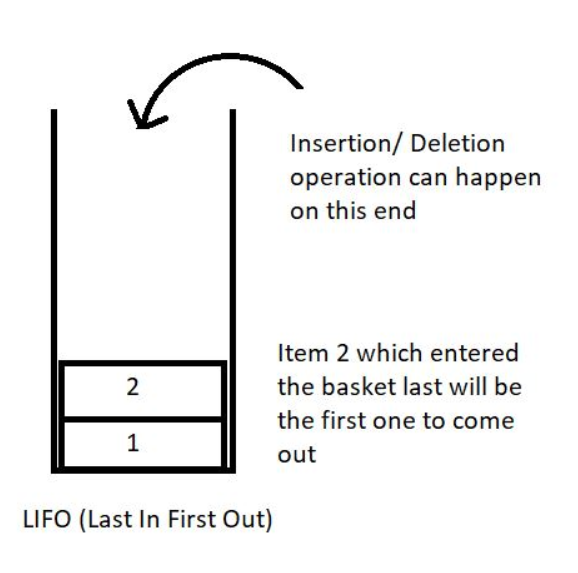 Insertion/ Deletion
operation can happen
on this end
2
1
Item 2 which entered
the basket last will be
the first one to come
out
LIFO (Last In First Out)